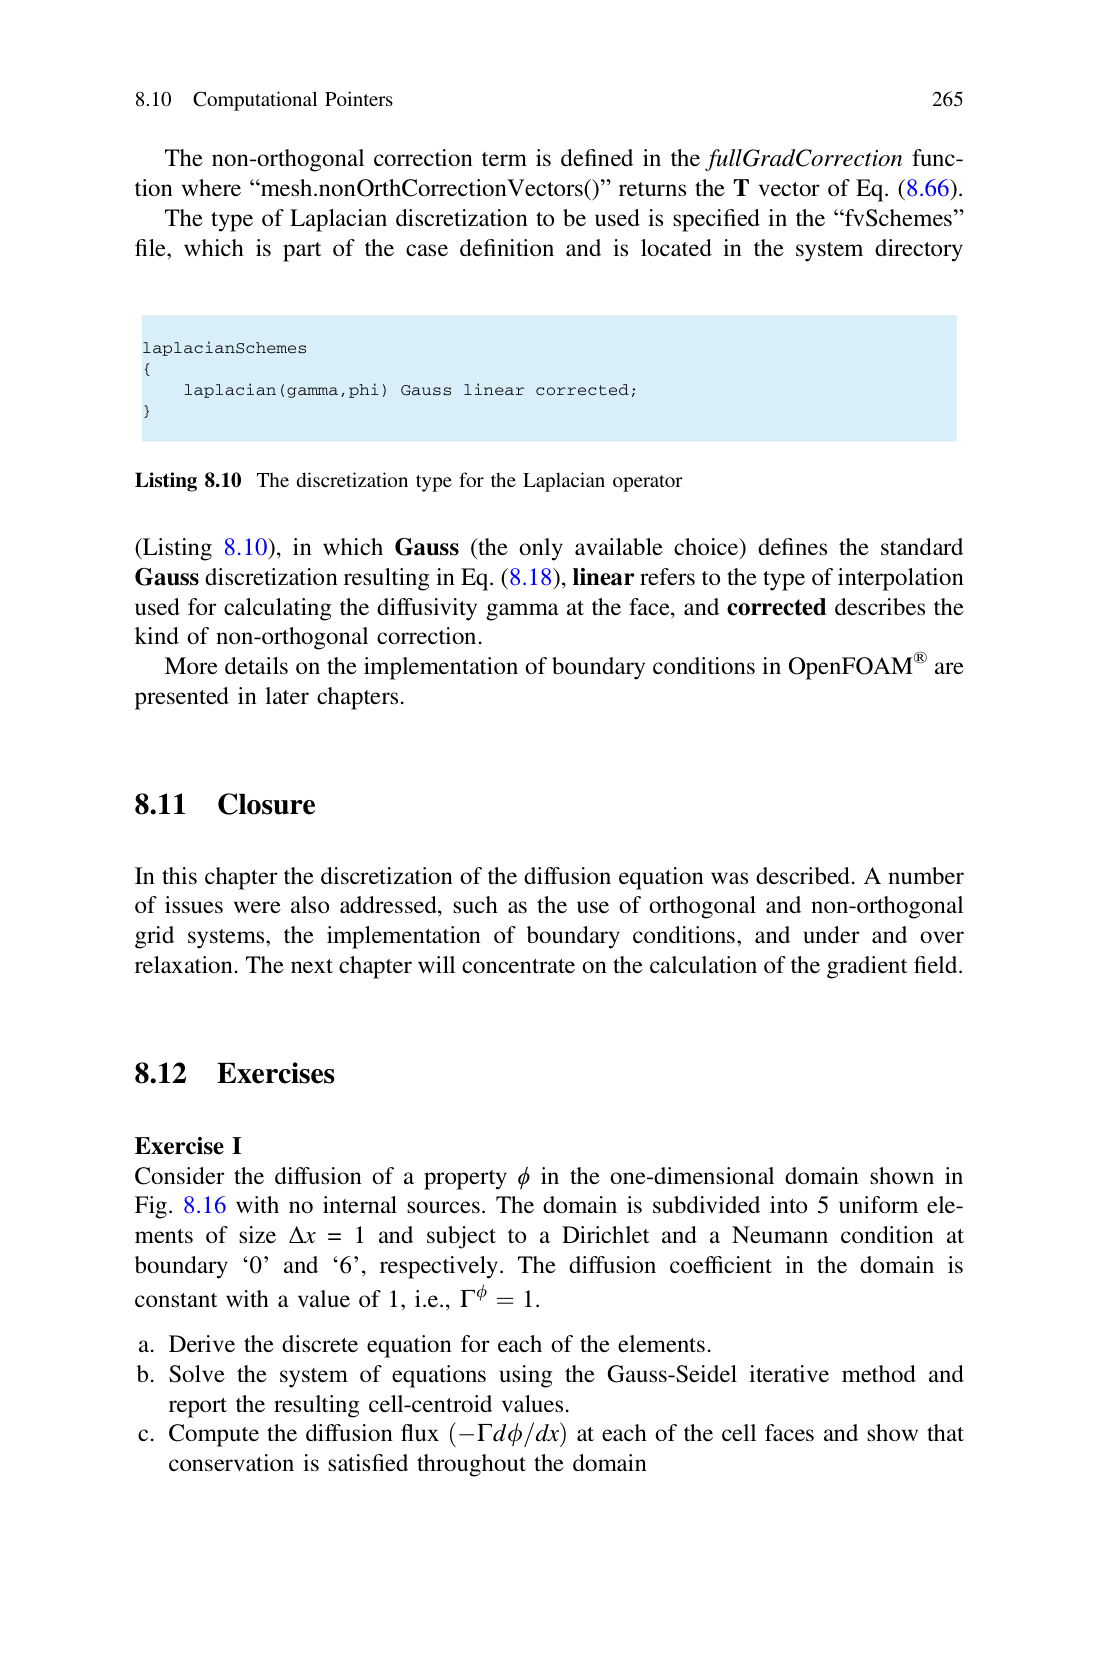 8.10 Computational Pointers 265
The non-orthogonal correction term is defined in the fullGradCorrection func-
tion where “mesh.nonOrthCorrectionVectors()” returns the T vector of Eq. (8.66).
The type of Laplacian discretization to be used is specified in the “fvSchemes”
file, which is part of the case definition and is located in the system directory
laplacianSchemes
{
laplacian(gamma,phi) Gauss linear corrected;
}
Listing 8.10 The discretization type for the Laplacian operator
(Listing 8.10), in which Gauss (the only available choice) defines the standard
Gauss discretization resulting in Eq. (8.18), linear refers to the type of interpolation
used for calculating the diffusivity gamma at the face, and corrected describes the
kind of non-orthogonal correction.
More details on the implementation of boundary conditions in OpenFOAM® are
presented in later chapters.
8.11 Closure
In this chapter the discretization of the diffusion equation was described. A number
of issues were also addressed, such as the use of orthogonal and non-orthogonal
grid systems, the implementation of boundary conditions, and under and over
relaxation. The next chapter will concentrate on the calculation of the gradient field.
8.12 Exercises
Exercise I
Consider the diffusion of a property ϕ in the one-dimensional domain shown in
Fig. 8.16 with no internal sources. The domain is subdivided into 5 uniform ele-
ments of size Δx = 1 and subject to a Dirichlet and a Neumann condition at
boundary ‘0’ and ‘6’, respectively. The diffusion coefficient in the domain is
constant with a value of 1, i.e., Γ^ϕ = 1.
a. Derive the discrete equation for each of the elements.
b. Solve the system of equations using the Gauss-Seidel iterative method and
report the resulting cell-centroid values.
c. Compute the diffusion flux (−Γdϕ/dx) at each of the cell faces and show that
conservation is satisfied throughout the domain